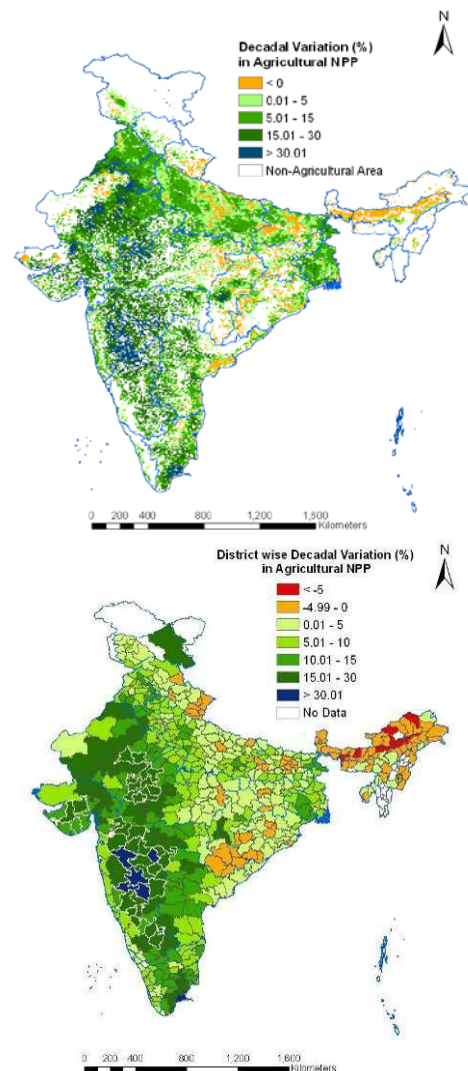 N
Decadal Variation (%)
in Agricultural NPP
< 0
0.01 - 5
5.01 - 15
15.01 - 30
> 30.01
Non-Agricultural Area
0 200 400 800 1,200 1,600
Kilometers
District wise Decadal Variation (%)
in Agricultural NPP
N
< -5
-4.99 - 0
0.01 - 5
5.01 - 10
10.01 - 15
15.01 - 30
> 30.01
No Data
0 200 400 800 1,200 1,600
Kilometers